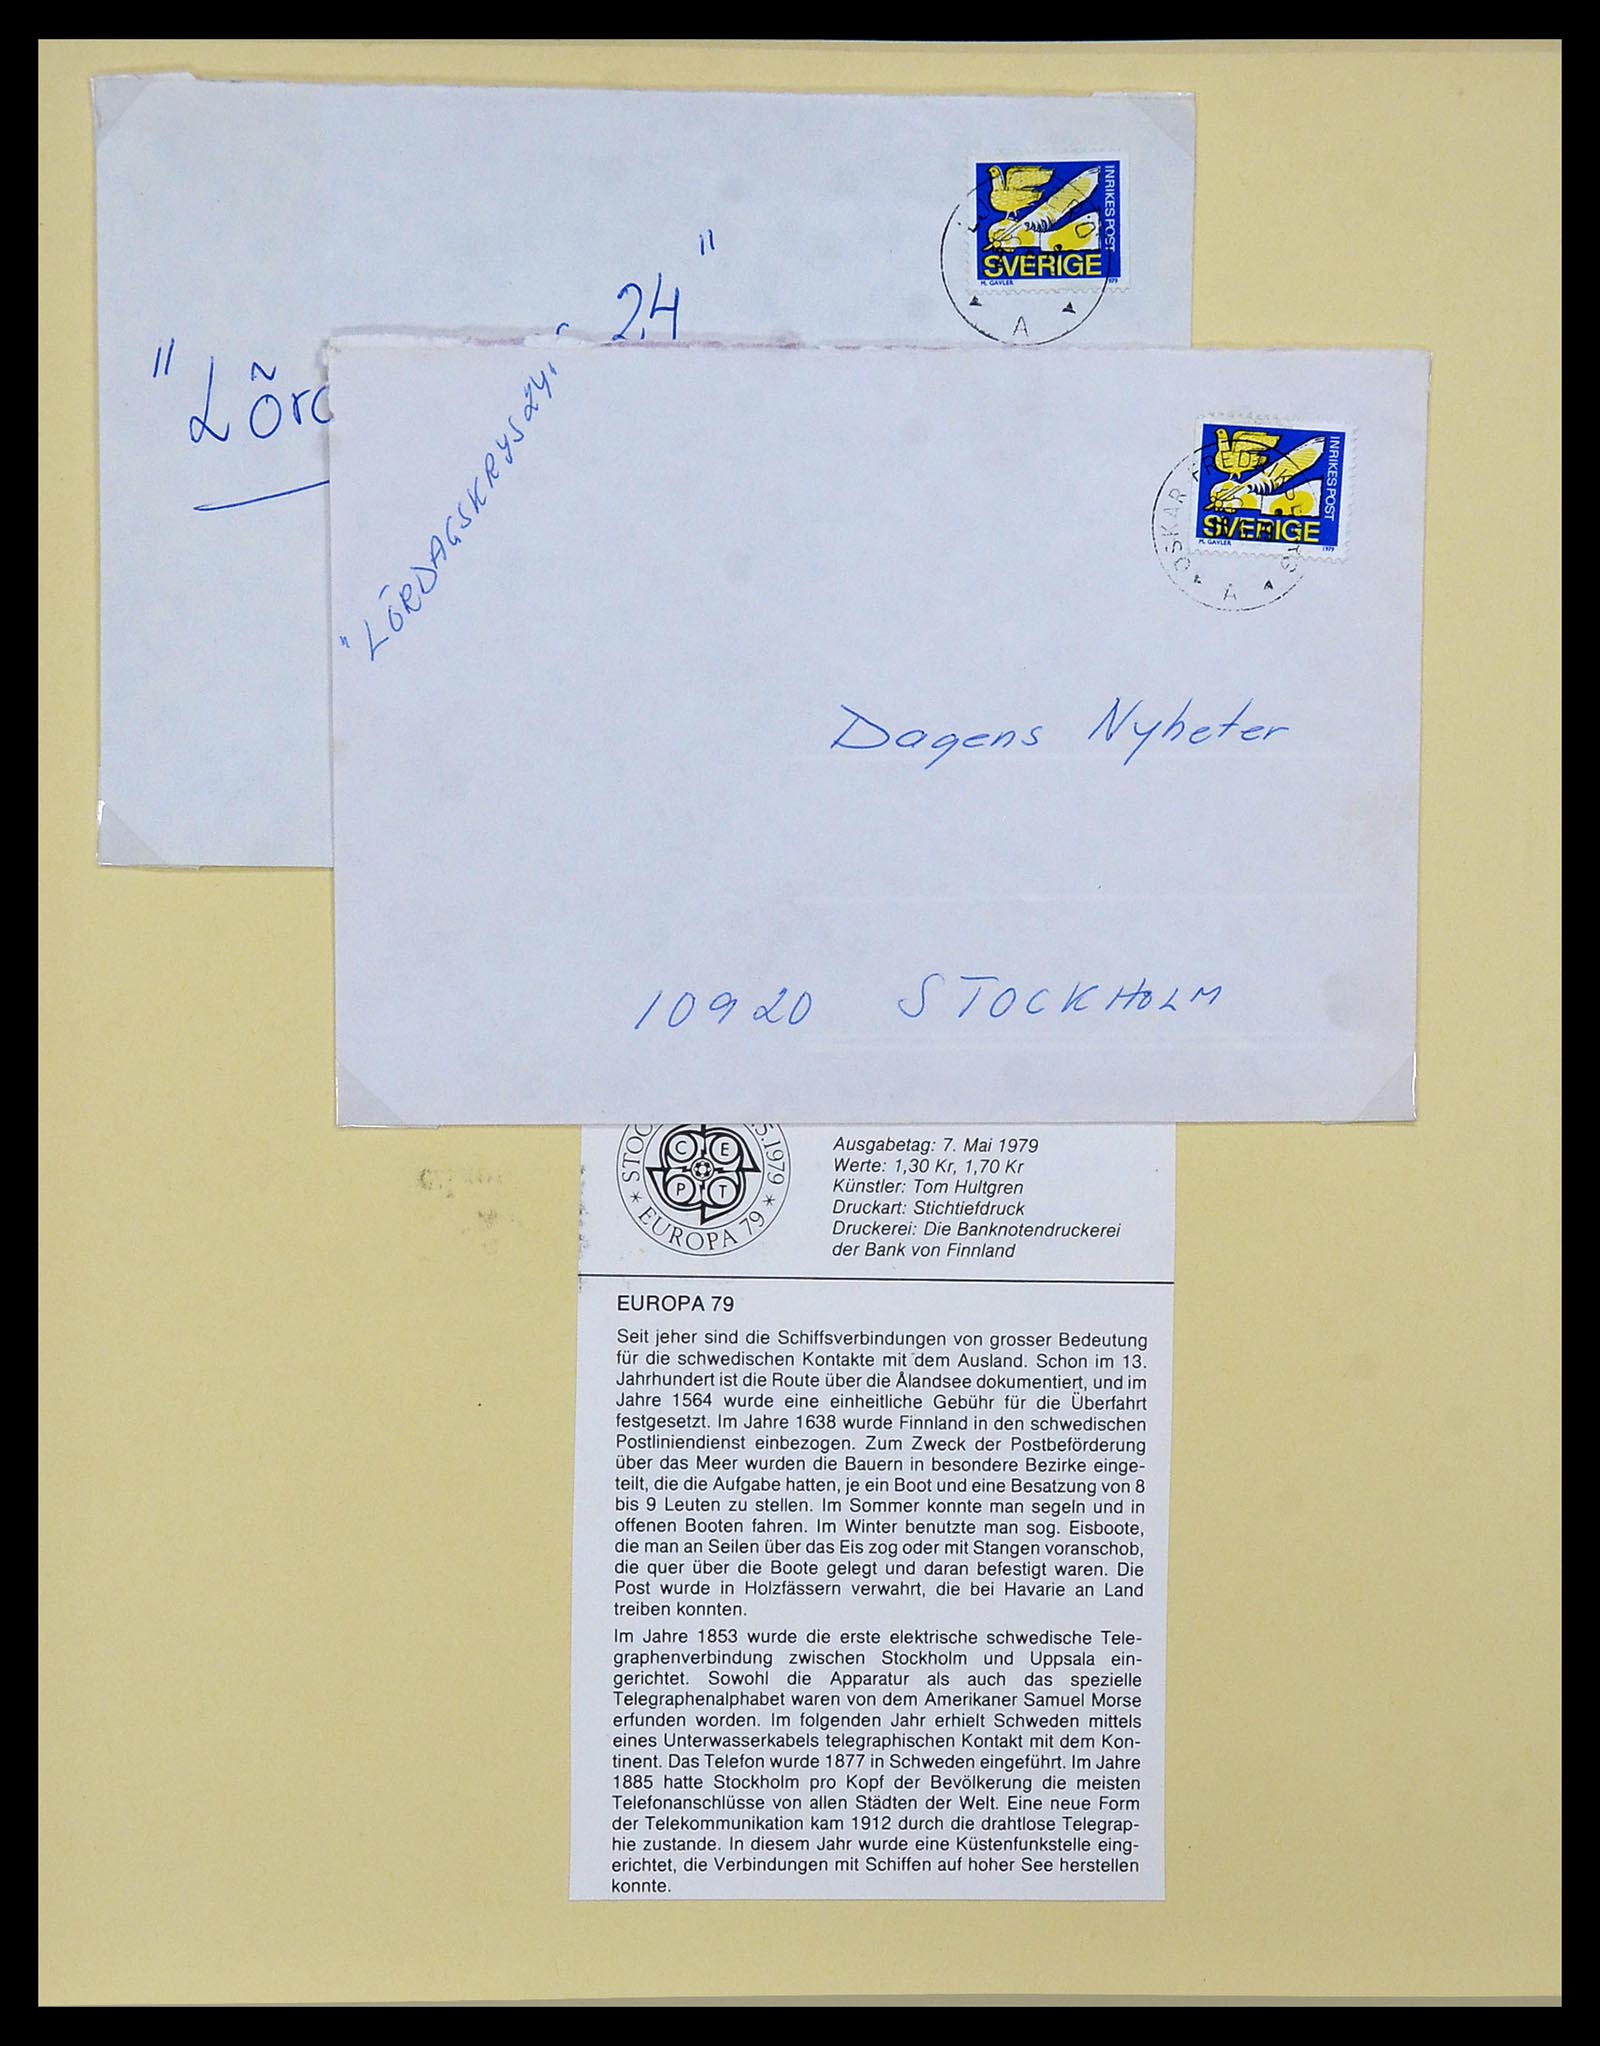 INRIKES POST
SVERIGE
M. GAVLER 1979
A
" 24 "
"Lörd
"LÖRDAGSKRYSS 24"
INRIKES POST
SVERIGE
M. GAVLER 1979
OSKAR FREDRIKSBORG
A
Dagens Nyheter
10920 STOCKHOLM
C E P T
EUROPA 79
Ausgabetag: 7. Mai 1979
Werte: 1,30 Kr, 1,70 Kr
Künstler: Tom Hultgren
Druckart: Stichtiefdruck
Druckerei: Die Banknotendruckerei
der Bank von Finnland
EUROPA 79
Seit jeher sind die Schiffsverbindungen von grosser Bedeutung
für die schwedischen Kontakte mit dem Ausland. Schon im 13.
Jahrhundert ist die Route über die Ålandsee dokumentiert, und im
Jahre 1564 wurde eine einheitliche Gebühr für die Überfahrt
festgesetzt. Im Jahre 1638 wurde Finnland in den schwedischen
Postliniendienst einbezogen. Zum Zweck der Postbeförderung
über das Meer wurden die Bauern in besondere Bezirke einge-
teilt, die die Aufgabe hatten, je ein Boot und eine Besatzung von 8
bis 9 Leuten zu stellen. Im Sommer konnte man segeln und in
offenen Booten fahren. Im Winter benutzte man sog. Eisboote,
die man an Seilen über das Eis zog oder mit Stangen voranschob,
die quer über die Boote gelegt und daran befestigt waren. Die
Post wurde in Holzfässern verwahrt, die bei Havarie an Land
treiben konnten.
Im Jahre 1853 wurde die erste elektrische schwedische Tele-
graphenverbindung zwischen Stockholm und Uppsala ein-
gerichtet. Sowohl die Apparatur als auch das spezielle
Telegraphenalphabet waren von dem Amerikaner Samuel Morse
erfunden worden. Im folgenden Jahr erhielt Schweden mittels
eines Unterwasserkabels telegraphischen Kontakt mit dem Kon-
tinent. Das Telefon wurde 1877 in Schweden eingeführt. Im Jahre
1885 hatte Stockholm pro Kopf der Bevölkerung die meisten
Telefonanschlüsse von allen Städten der Welt. Eine neue Form
der Telekommunikation kam 1912 durch die drahtlose Telegrap-
hie zustande. In diesem Jahr wurde eine Küstenfunkstelle eing-
erichtet, die Verbindungen mit Schiffen auf hoher See herstellen
konnte.